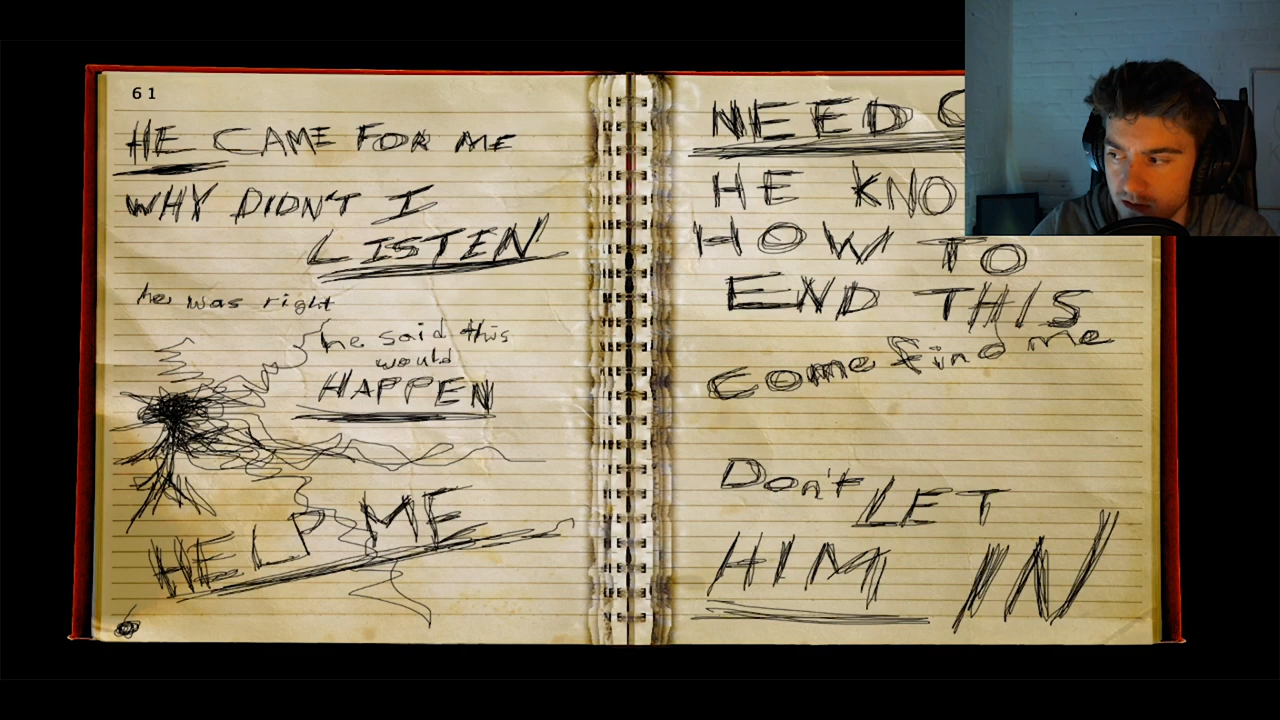 61
HE CAME FOR ME
WHY DIDN'T I
LISTEN
he was right
he said this
would
HAPPEN
HELP ME
NEED
HE KNO
HOW TO
END THIS
come find me
Don't LET
HIM IN